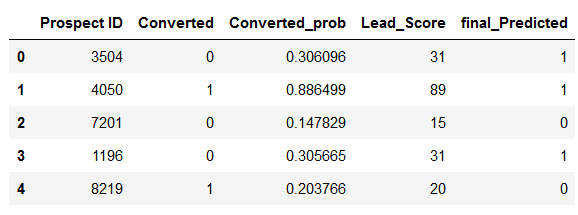 Prospect ID Converted Converted_prob Lead_Score final_Predicted
0 3504 0 0.306096 31 1
1 4050 1 0.886499 89 1
2 7201 0 0.147829 15 0
3 1196 0 0.305665 31 1
4 8219 1 0.203766 20 0